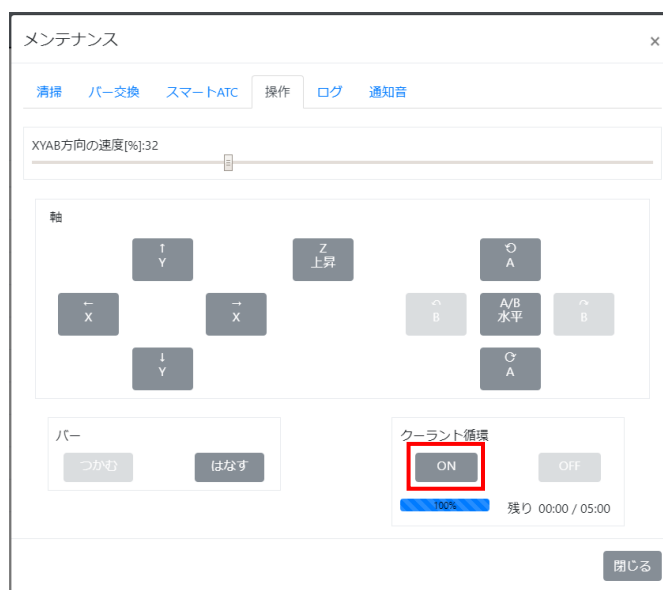 メンテナンス
×
清掃 バー交換 スマートATC 操作 ログ 通知音
XYAB方向の速度[%]:32
軸
↑
Y
Z
上昇
A
←
X
→
X
B
A/B
水平
B
↓
Y
A
バー
つかむ はなす
クーラント循環
ON OFF
100% 残り 00:00 / 05:00
閉じる